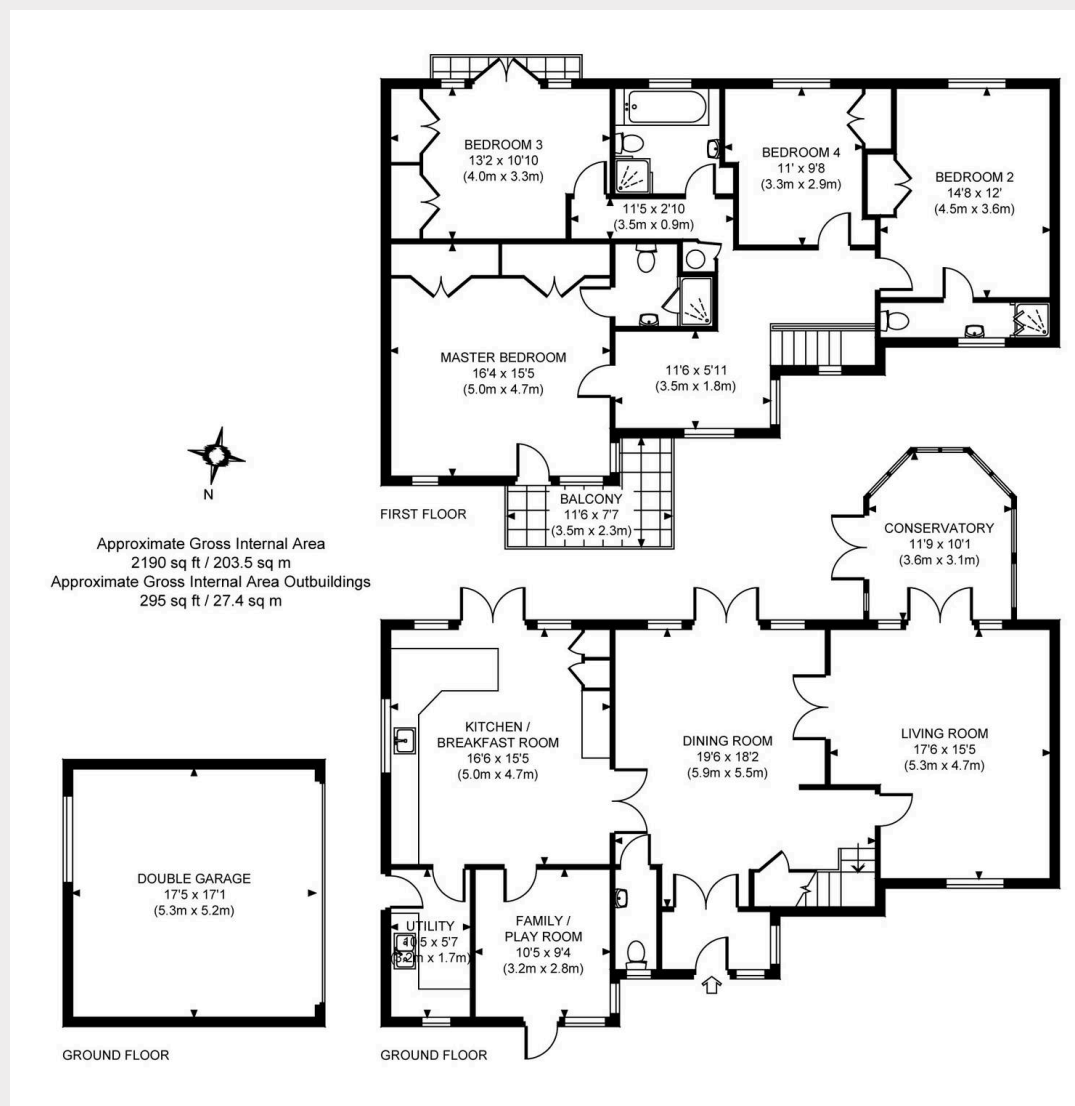 BEDROOM 3
13'2 x 10'10
(4.0m x 3.3m)
BEDROOM 4
11' x 9'8
(3.3m x 2.9m)
BEDROOM 2
14'8 x 12'
(4.5m x 3.6m)
11'5 x 2'10
(3.5m x 0.9m)
MASTER BEDROOM
16'4 x 15'5
(5.0m x 4.7m)
11'6 x 5'11
(3.5m x 1.8m)
BALCONY
11'6 x 7'7
(3.5m x 2.3m)
FIRST FLOOR
N
Approximate Gross Internal Area
2190 sq ft / 203.5 sq m
Approximate Gross Internal Area Outbuildings
295 sq ft / 27.4 sq m
CONSERVATORY
11'9 x 10'1
(3.6m x 3.1m)
KITCHEN /
BREAKFAST ROOM
16'6 x 15'5
(5.0m x 4.7m)
DINING ROOM
19'6 x 18'2
(5.9m x 5.5m)
LIVING ROOM
17'6 x 15'5
(5.3m x 4.7m)
DOUBLE GARAGE
17'5 x 17'1
(5.3m x 5.2m)
UTILITY
10'5 x 5'7
(3.2m x 1.7m)
FAMILY /
PLAY ROOM
10'5 x 9'4
(3.2m x 2.8m)
GROUND FLOOR
GROUND FLOOR